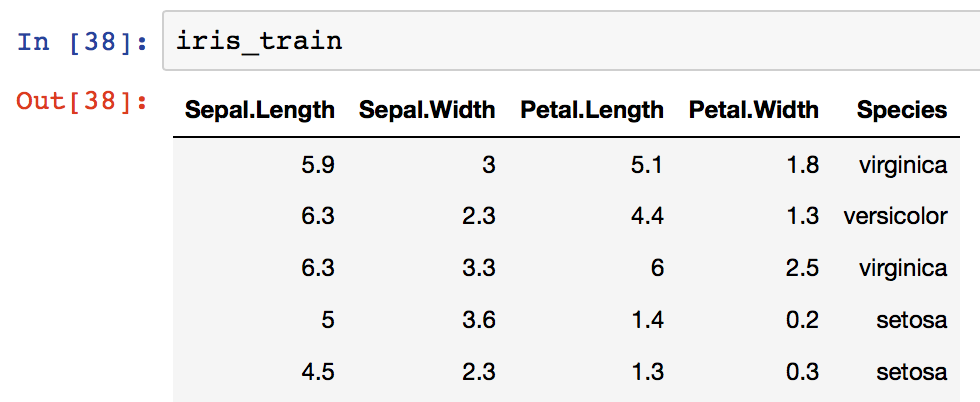 In [38]: iris_train
Out[38]:
Sepal.Length Sepal.Width Petal.Length Petal.Width Species
5.9 3 5.1 1.8 virginica
6.3 2.3 4.4 1.3 versicolor
6.3 3.3 6 2.5 virginica
5 3.6 1.4 0.2 setosa
4.5 2.3 1.3 0.3 setosa